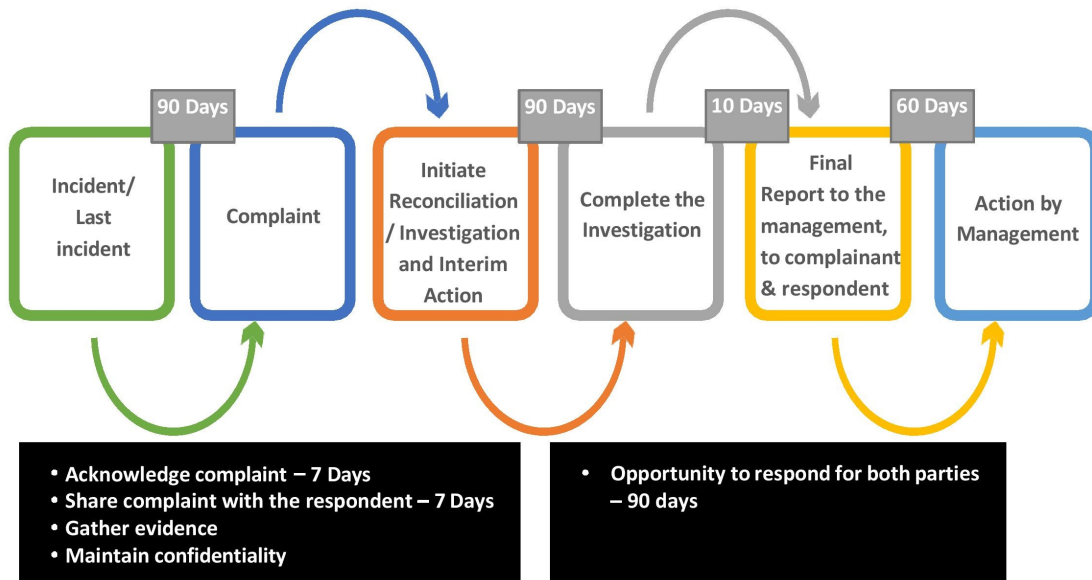 90 Days
90 Days
10 Days
60 Days
Incident/
Last
incident
Complaint
Initiate
Reconciliation
/ Investigation
and Interim
Action
Complete the
Investigation
Final
Report to the
management,
to complainant
& respondent
Action by
Management
• Acknowledge complaint – 7 Days
• Share complaint with the respondent – 7 Days
• Gather evidence
• Maintain confidentiality
• Opportunity to respond for both parties
– 90 days